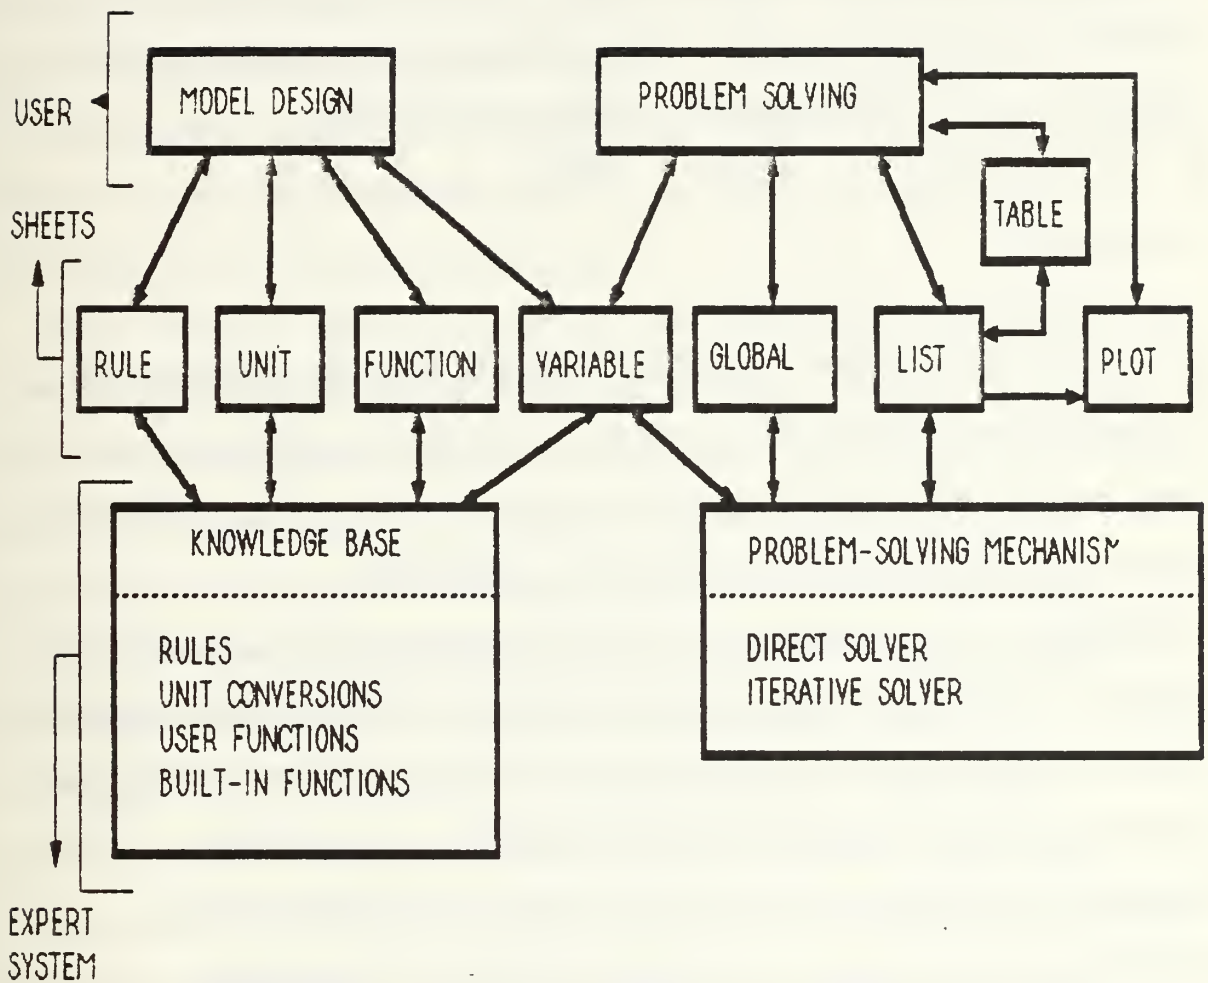 USER
MODEL DESIGN
PROBLEM SOLVING
TABLE
SHEETS
RULE
UNIT
FUNCTION
VARIABLE
GLOBAL
LIST
PLOT
KNOWLEDGE BASE
RULES
UNIT CONVERSIONS
USER FUNCTIONS
BUILT-IN FUNCTIONS
PROBLEM-SOLVING MECHANISM
DIRECT SOLVER
ITERATIVE SOLVER
EXPERT
SYSTEM